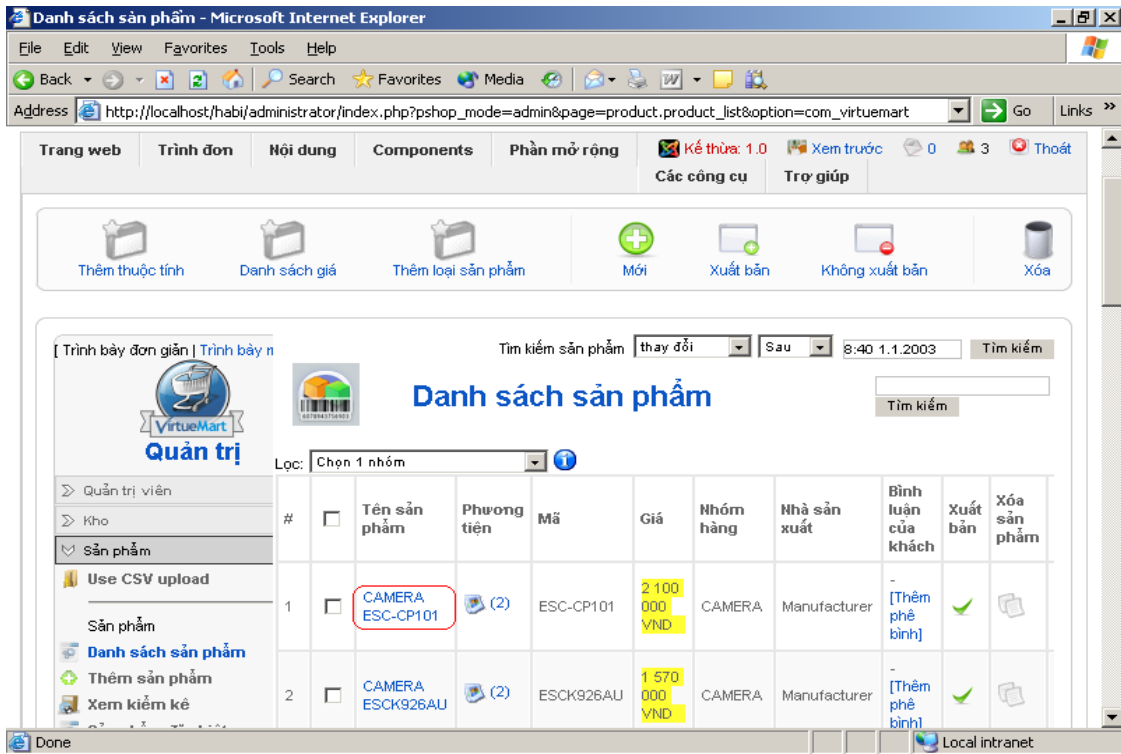 Danh sách sản phẩm - Microsoft Internet Explorer
File Edit View Favorites Tools Help
Back Search Favorites Media
Address http://localhost/habi/administrator/index.php?pshop_mode=admin&page=product.product_list&option=com_virtuemart Go Links »
Trang web Trình đơn Nội dung Components Phần mở rộng Kế thừa: 1.0 Xem trước 0 3 Thoát
Các công cụ Trợ giúp
Thêm thuộc tính Danh sách giá Thêm loại sản phẩm Mới Xuất bản Không xuất bản Xóa
[ Trình bày đơn giản | Trình bày n
Tìm kiếm sản phẩm thay đổi Sau 8:40 1.1.2003 Tìm kiếm
Danh sách sản phẩm
Tìm kiếm
VirtueMart
Quản trị
Quản trị viên
Kho
Sản phẩm
Use CSV upload
Sản phẩm
Danh sách sản phẩm
Thêm sản phẩm
Xem kiểm kê
Lọc: Chọn 1 nhóm
# Tên sản phẩm Phương tiện Mã Giá Nhóm hàng Nhà sản xuất Bình luận của khách Xuất bản Xóa sản phẩm
1 CAMERA ESC-CP101 (2) ESC-CP101 2 100 000 VND CAMERA Manufacturer - [Thêm phê bình]
2 CAMERA ESCK926AU (2) ESCK926AU 1 570 000 VND CAMERA Manufacturer - [Thêm phê bình]
Done Local intranet